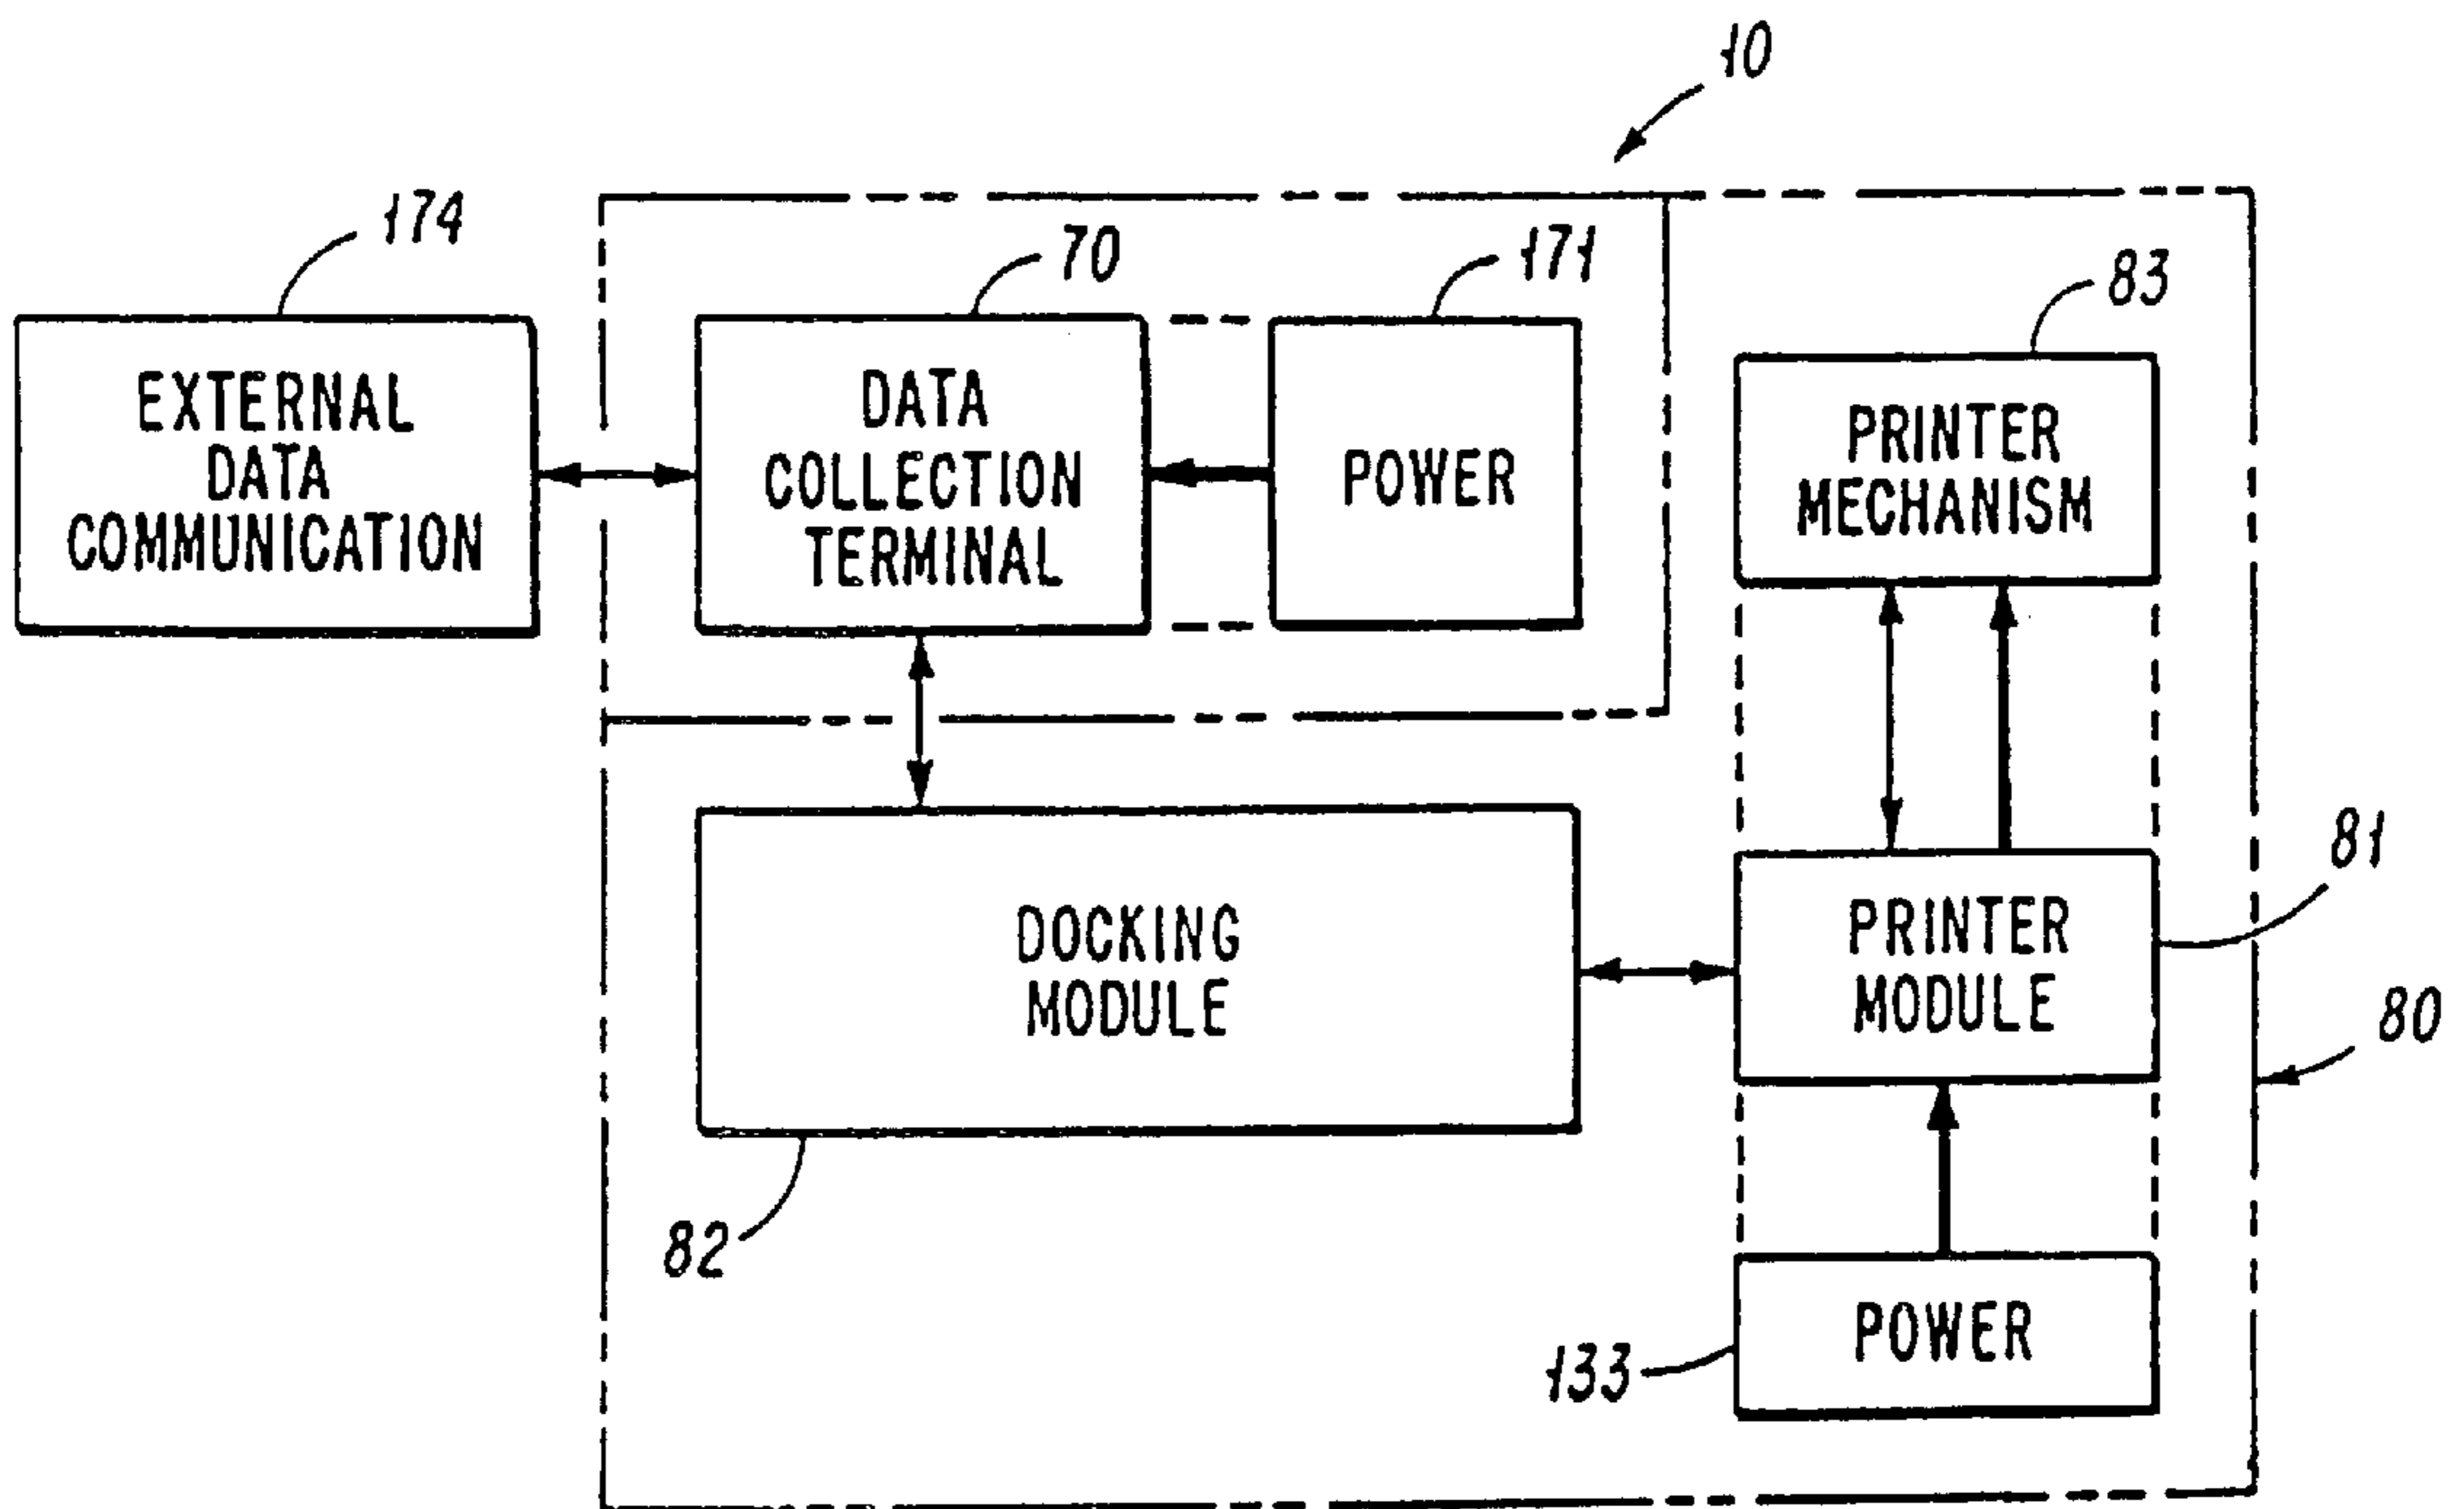 10
174
70
171
83
EXTERNAL
DATA
COMMUNICATION
DATA
COLLECTION
TERMINAL
POWER
PRINTER
MECHANISM
81
DOCKING
MODULE
PRINTER
MODULE
80
82
133
POWER